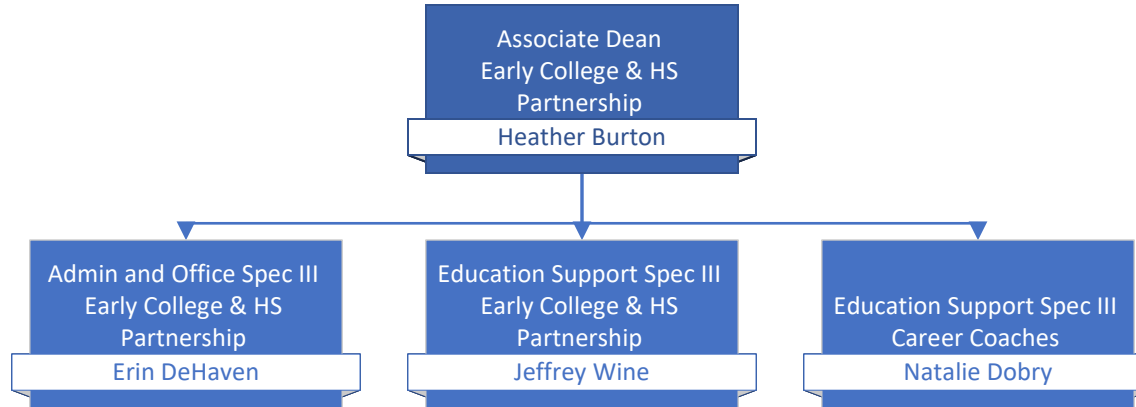 Associate Dean
Early College & HS
Partnership
Heather Burton
Admin and Office Spec III
Early College & HS
Partnership
Erin DeHaven
Education Support Spec III
Early College & HS
Partnership
Jeffrey Wine
Education Support Spec III
Career Coaches
Natalie Dobry